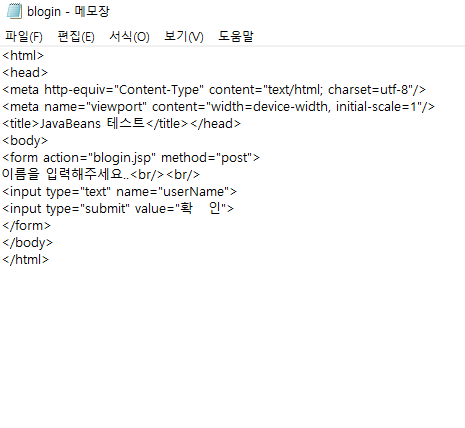 blogin - 메모장
파일(F) 편집(E) 서식(O) 보기(V) 도움말
<html>
<head>
<meta http-equiv="Content-Type" content="text/html; charset=utf-8"/>
<meta name="viewport" content="width=device-width, initial-scale=1"/>
<title>JavaBeans 테스트</title></head>
<body>
<form action="blogin.jsp" method="post">
이름을 입력해주세요..<br/><br/>
<input type="text" name="userName">
<input type="submit" value="확    인">
</form>
</body>
</html>